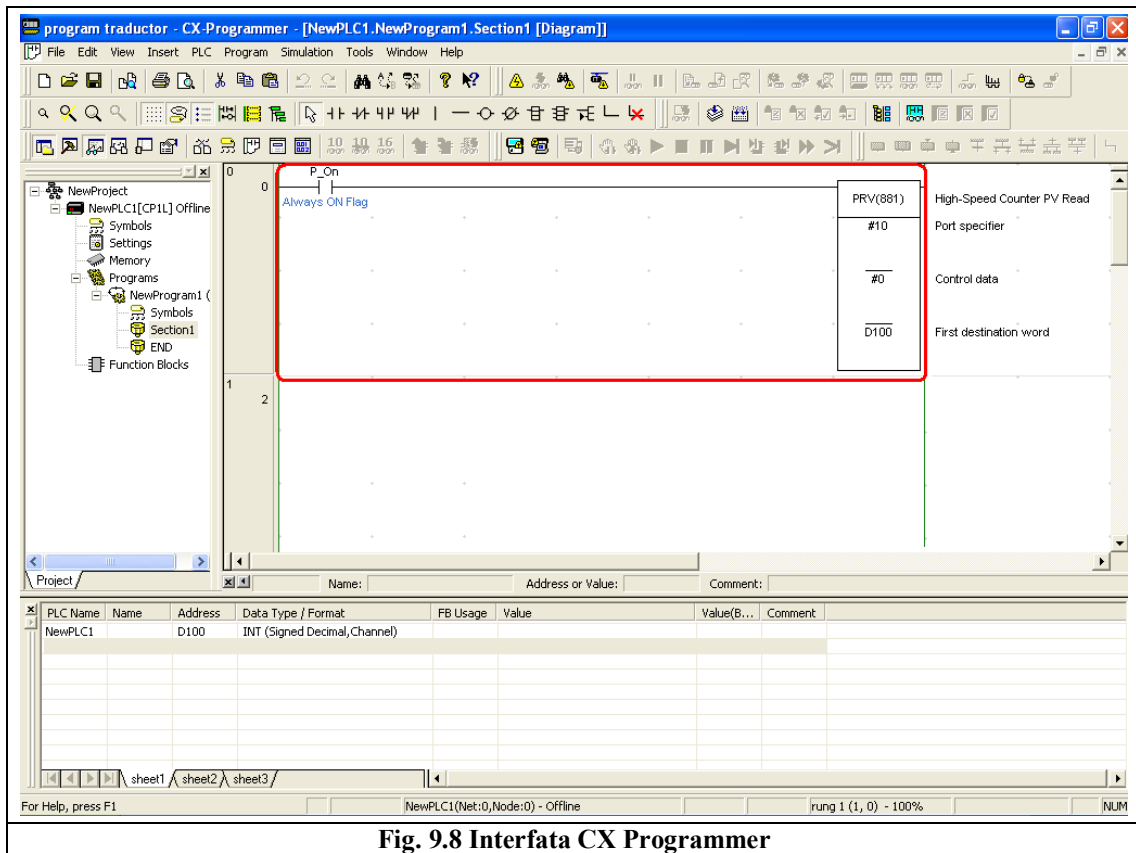 program traductor - CX-Programmer - [NewPLC1.NewProgram1.Section1 [Diagram]]
File Edit View Insert PLC Program Simulation Tools Window Help
10 10 16
NewProject
NewPLC1[CP1L] Offline
Symbols
Settings
Memory
Programs
NewProgram1 (
Symbols
Section1
END
Function Blocks
Project
0
0
P_On
Always ON Flag
PRV(881)
High-Speed Counter PV Read
#10
Port specifier
#0
Control data
D100
First destination word
1
2
Name: Address or Value: Comment:
PLC Name Name Address Data Type / Format FB Usage Value Value(B... Comment
NewPLC1 D100 INT (Signed Decimal,Channel)
sheet1 sheet2 sheet3
For Help, press F1 NewPLC1(Net:0,Node:0) - Offline rung 1 (1, 0) - 100% NUM
Fig. 9.8 Interfata CX Programmer